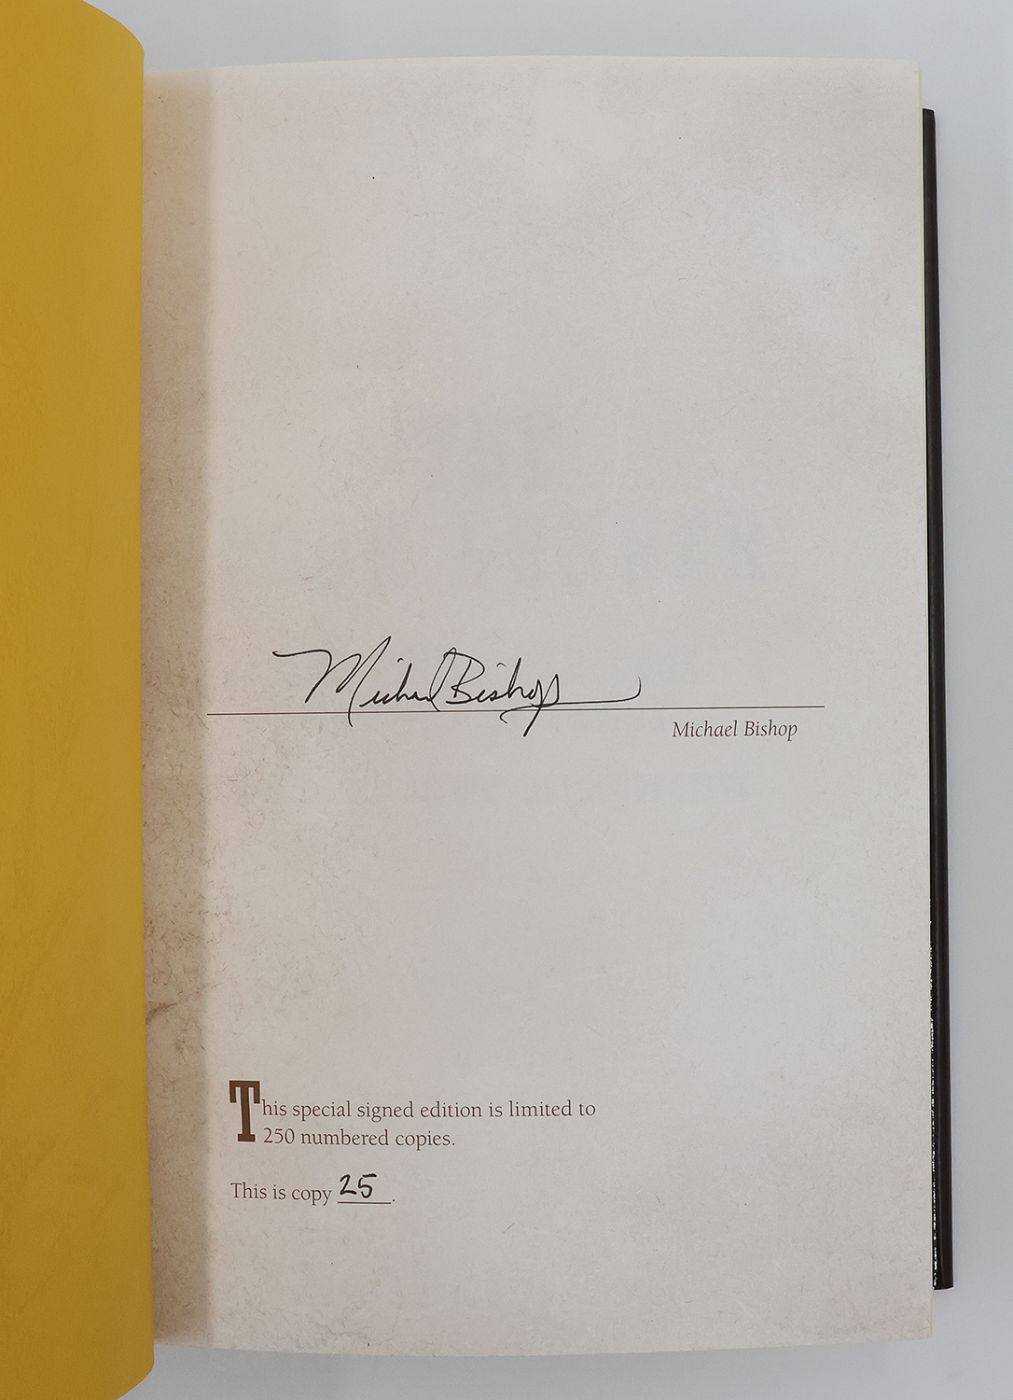 Michael Bishop
Michael Bishop
This special signed edition is limited to
250 numbered copies.
This is copy 25.